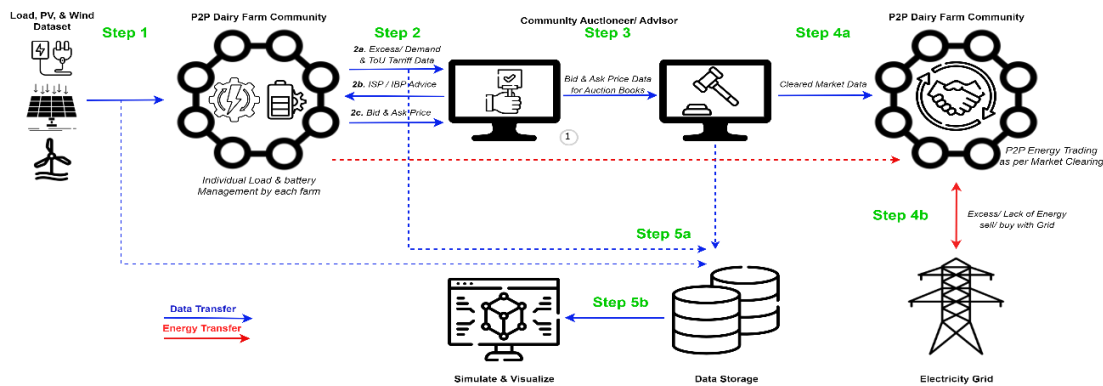 Load, PV, & Wind
Dataset
Step 1
P2P Dairy Farm Community
Step 2
2a. Excess/ Demand
& ToU Tarriff Data
2b. ISP / IBP Advice
2c. Bid & Ask Price
Individual Load & battery
Management by each farm
Community Auctioneer/ Advisor
Step 3
Bid & Ask Price Data
for Auction Books
1
Step 4a
Cleared Market Data
P2P Dairy Farm Community
P2P Energy Trading
as per Market Clearing
Step 4b
Excess/ Lack of Energy
sell/ buy with Grid
Step 5a
Step 5b
Data Transfer
Energy Transfer
Simulate & Visualize
Data Storage
Electricity Grid